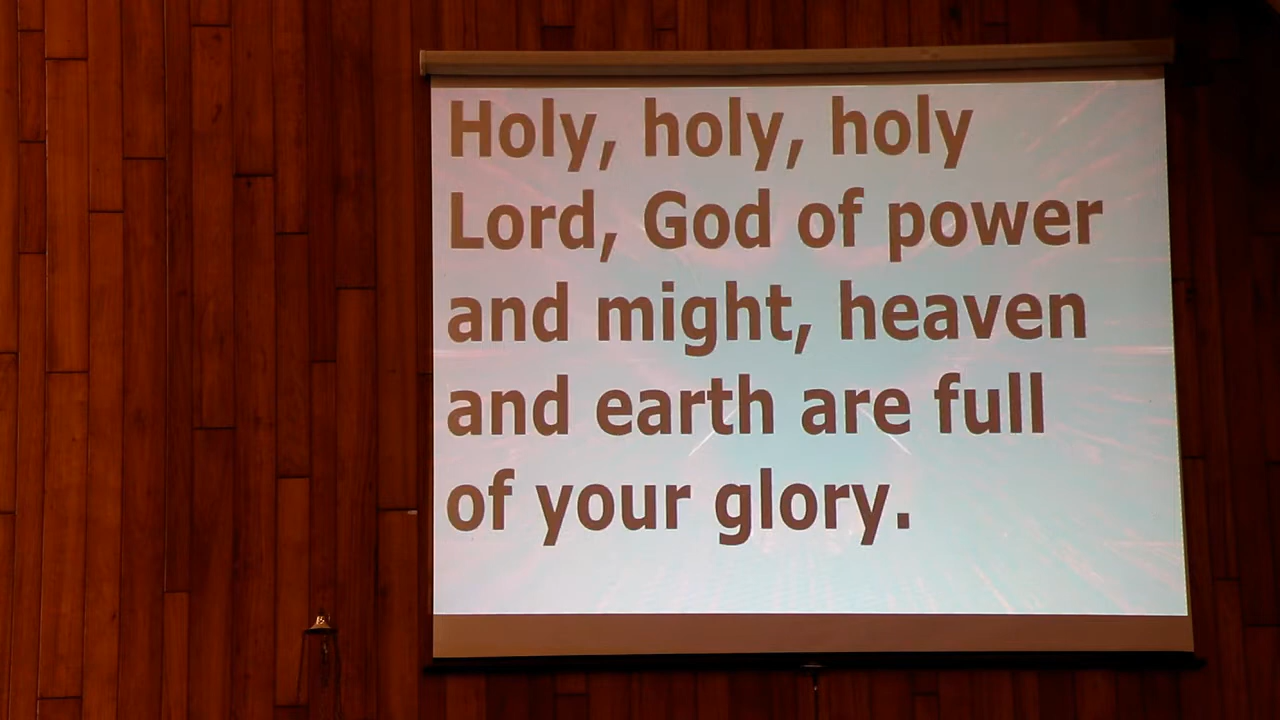 Holy, holy, holy
Lord, God of power
and might, heaven
and earth are full
of your glory.